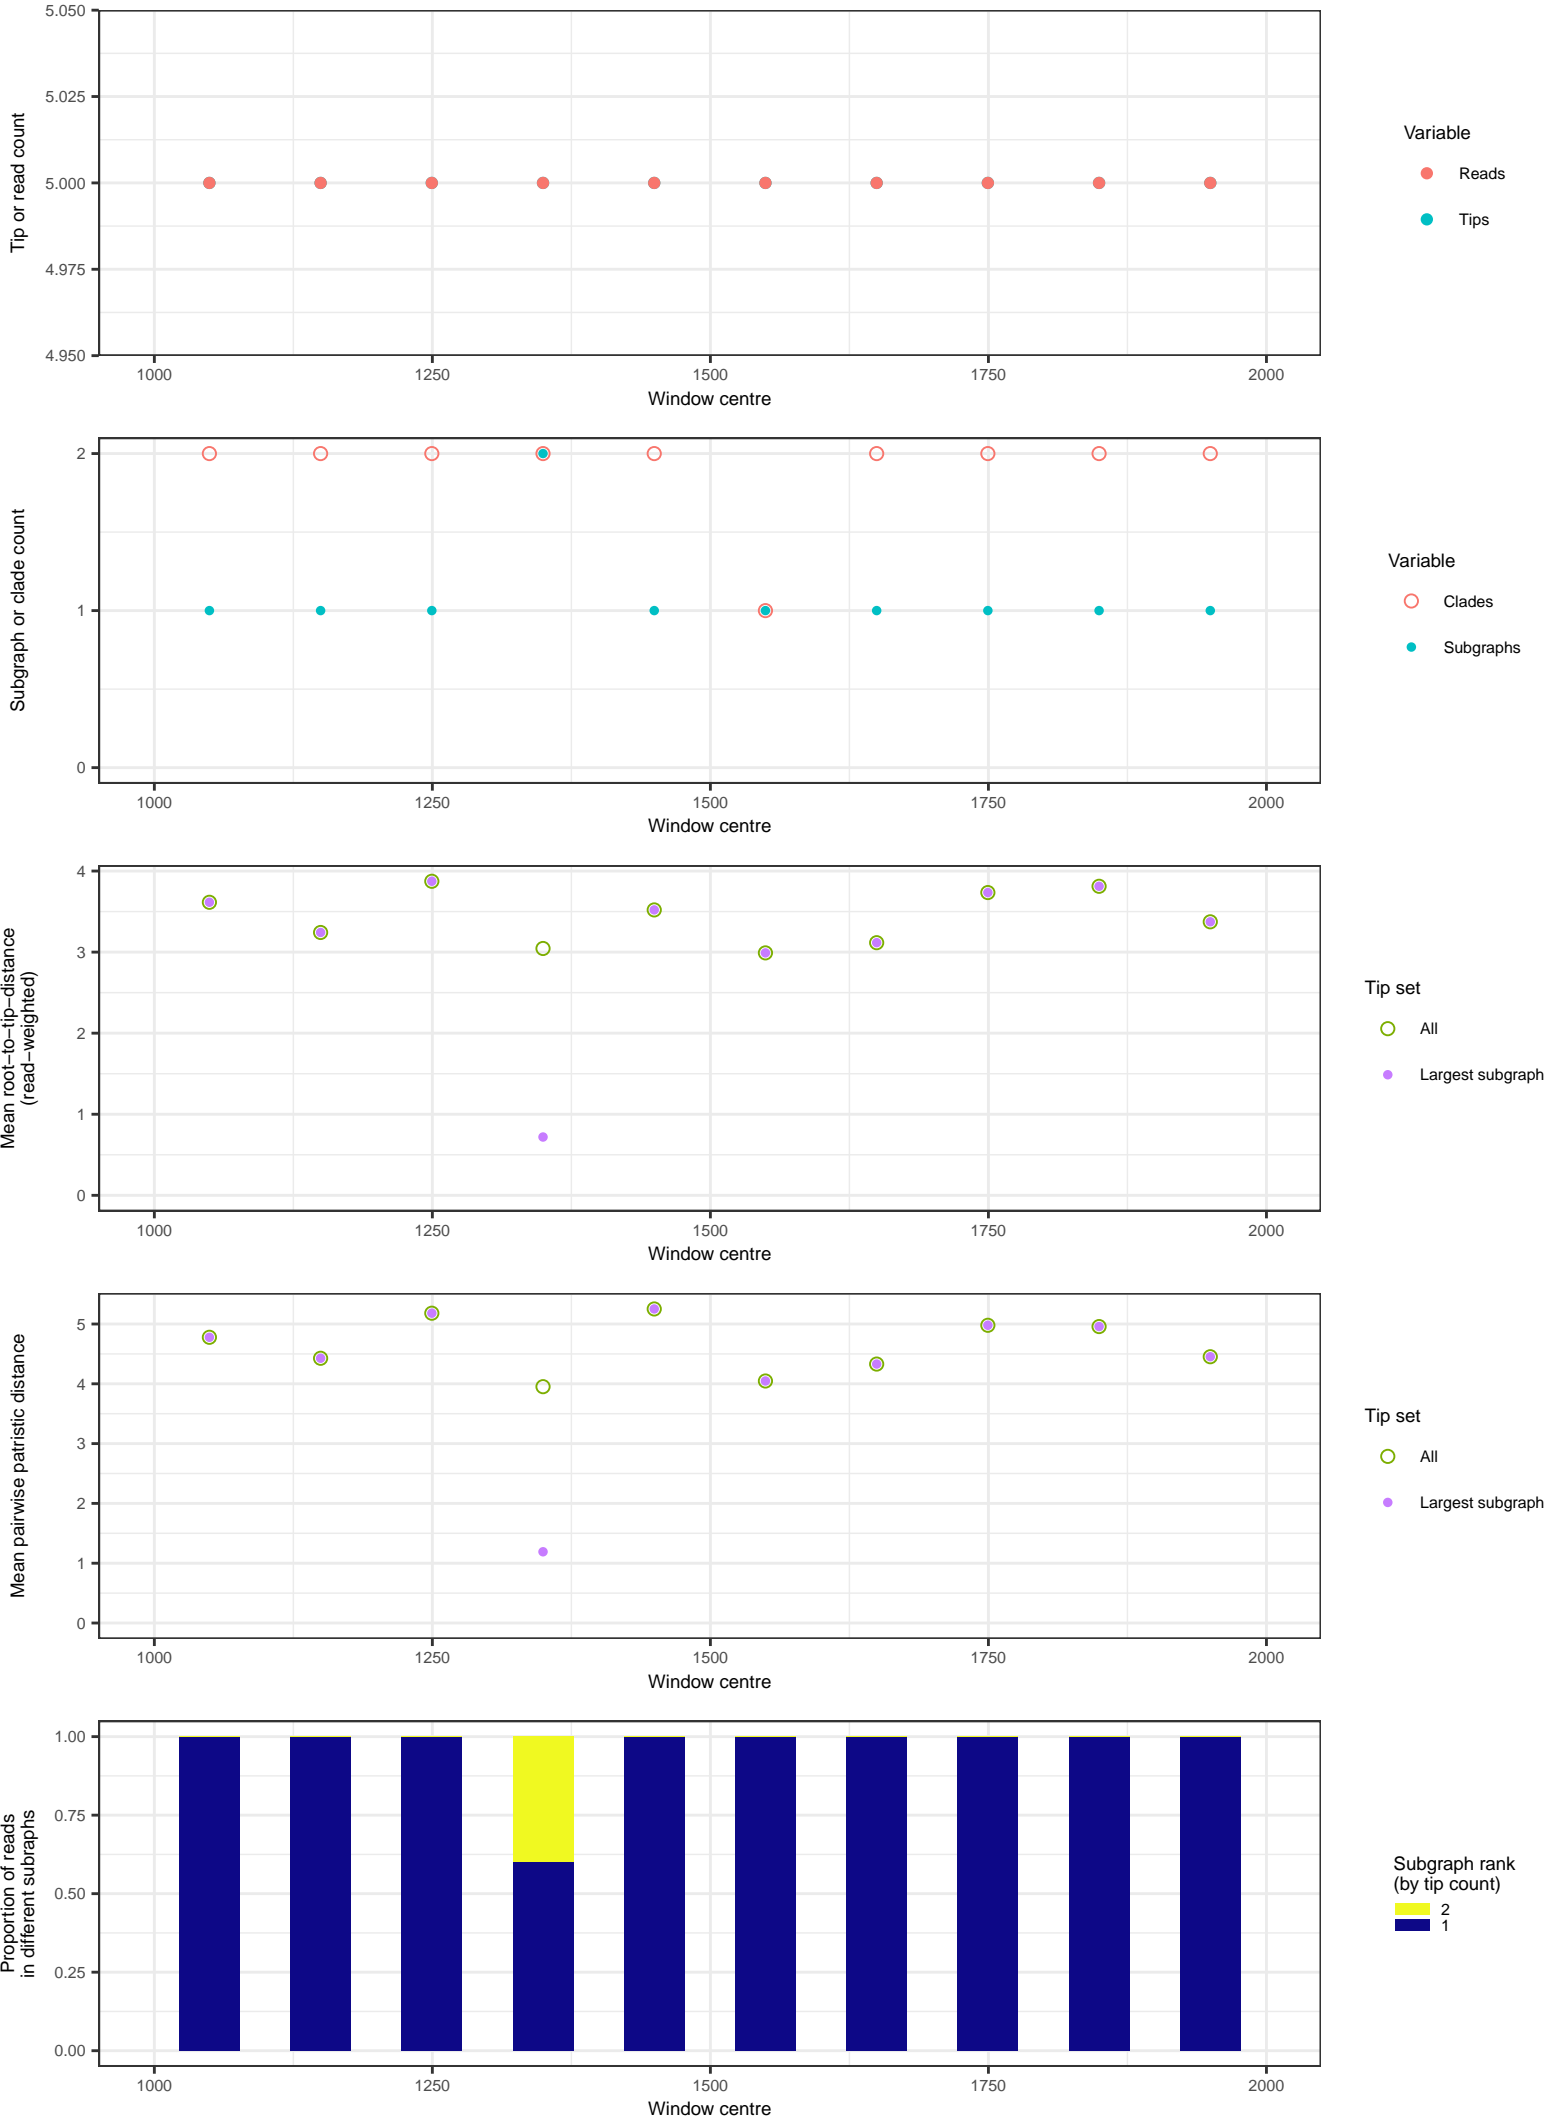 5.050
5.025
5.000
4.975
4.950
Tip or read count
1000 1250 1500 1750 2000
Window centre
Variable
Reads
Tips
2
1
0
Subgraph or clade count
1000 1250 1500 1750 2000
Window centre
Variable
Clades
Subgraphs
4
3
2
1
0
Mean root−to−tip−distance
(read−weighted)
1000 1250 1500 1750 2000
Window centre
Tip set
All
Largest subgraph
5
4
3
2
1
0
Mean pairwise patristic distance
1000 1250 1500 1750 2000
Window centre
Tip set
All
Largest subgraph
1.00
0.75
0.50
0.25
0.00
Proportion of reads
in different subraphs
1000 1250 1500 1750 2000
Window centre
Subgraph rank
(by tip count)
2
1